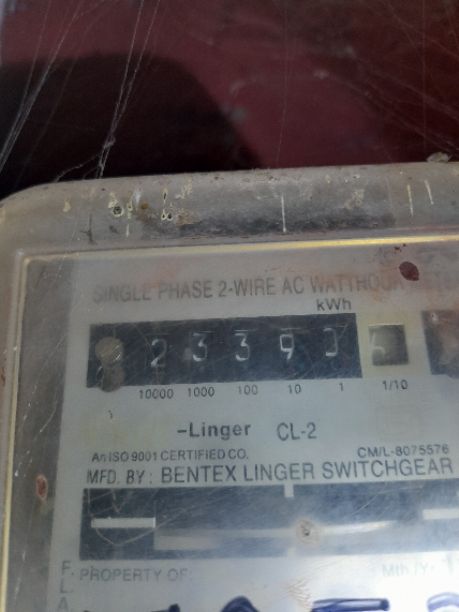 SINGLE PHASE 2-WIRE AC WATTHOUR
kWh
2 3 3 9
10000 1000 100 10 1 1/10
-Linger CL-2
An ISO 9001 CERTIFIED CO. CM/L-8075576
MFD. BY : BENTEX LINGER SWITCHGEAR
PROPERTY OF